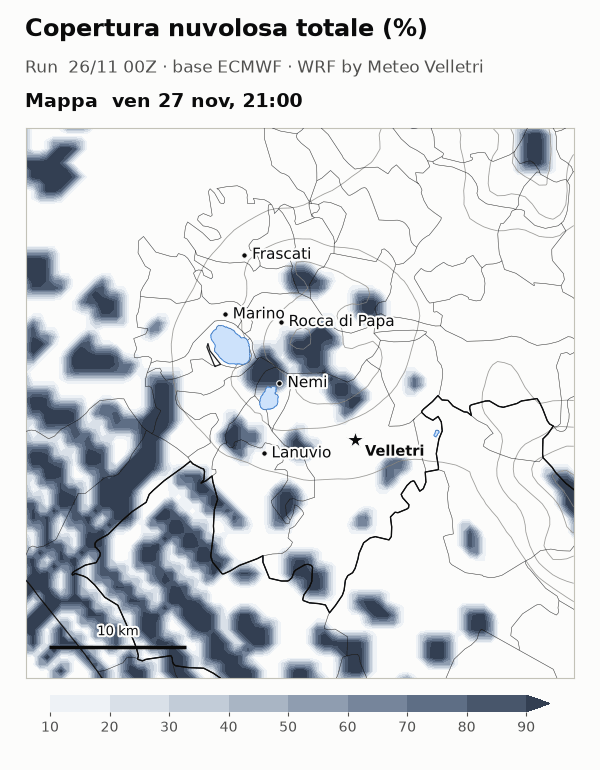 Copertura nuvolosa totale (%)
Run  26/11 00Z · base ECMWF · WRF by Meteo Velletri
Mappa  ven 27 nov, 21:00
Frascati
Marino
Rocca di Papa
Nemi
Velletri
Lanuvio
10 km
10 20 30 40 50 60 70 80 90